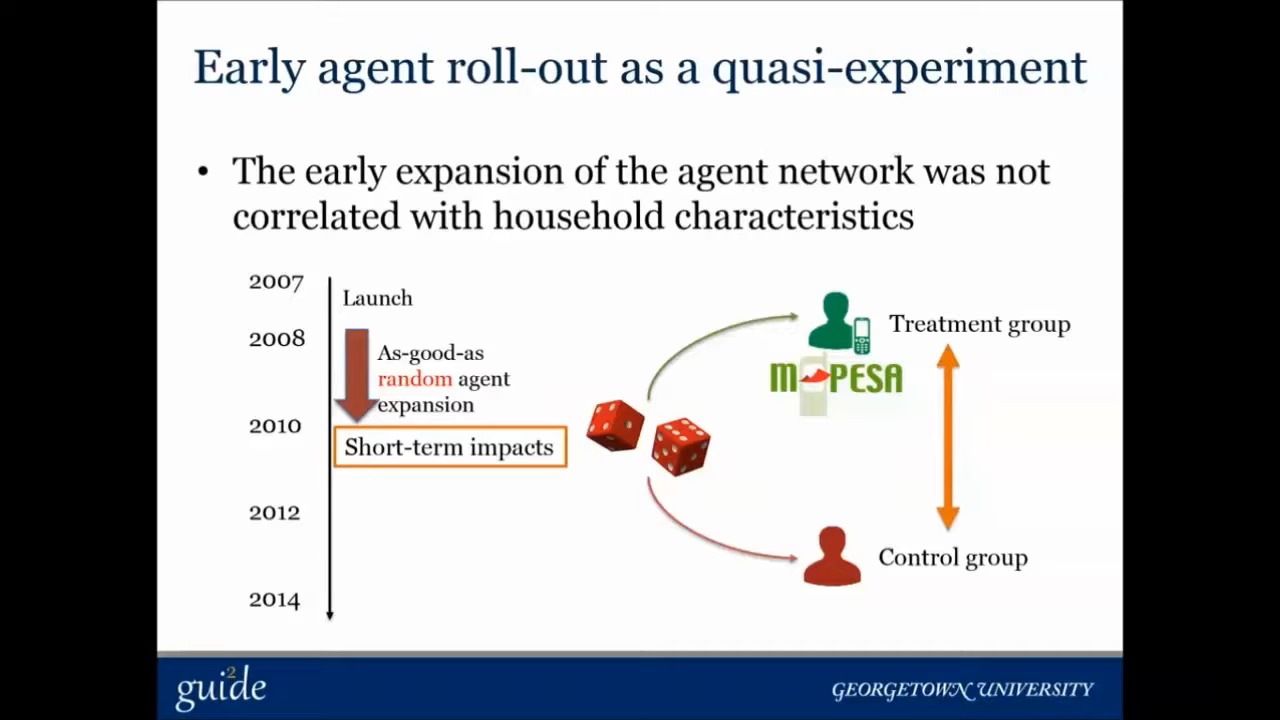 Early agent roll-out as a quasi-experiment
• The early expansion of the agent network was not
correlated with household characteristics
2007
Launch
2008
As-good-as
random agent
expansion
2010
Short-term impacts
2012
2014
Treatment group
M PESA
Control group
gui²de
GEORGETOWN UNIVERSITY